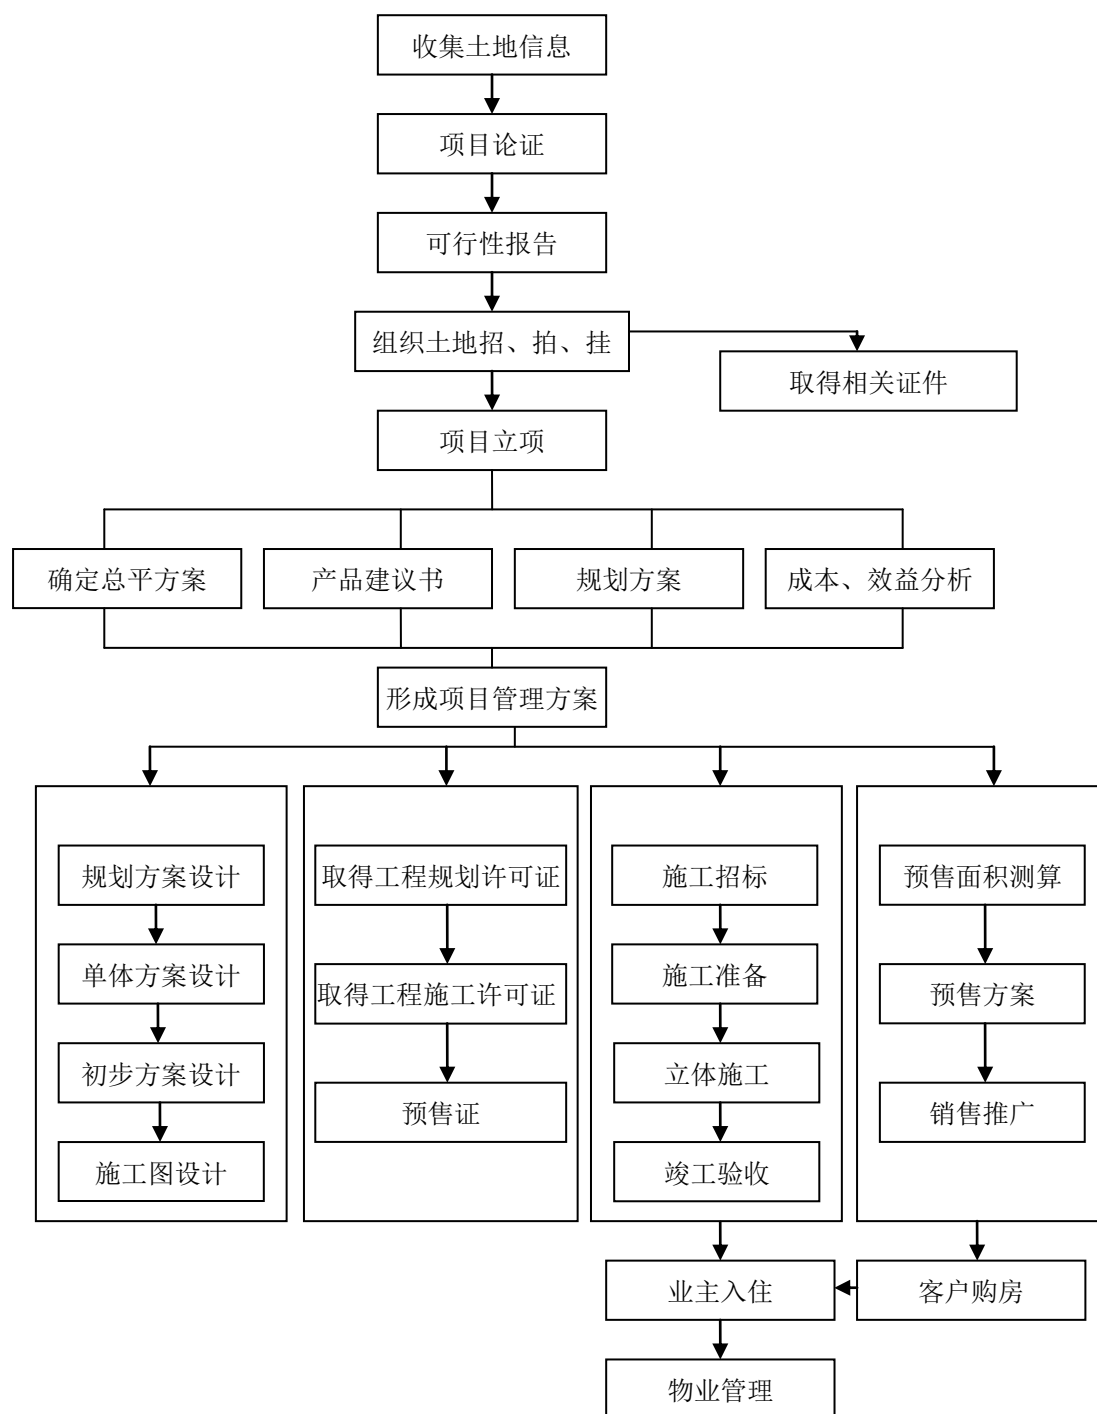 收集土地信息
项目论证
可行性报告
组织土地招、拍、挂
取得相关证件
项目立项
确定总平方案
产品建议书
规划方案
成本、效益分析
形成项目管理方案
规划方案设计
单体方案设计
初步方案设计
施工图设计
取得工程规划许可证
取得工程施工许可证
预售证
施工招标
施工准备
立体施工
竣工验收
预售面积测算
预售方案
销售推广
业主入住
客户购房
物业管理